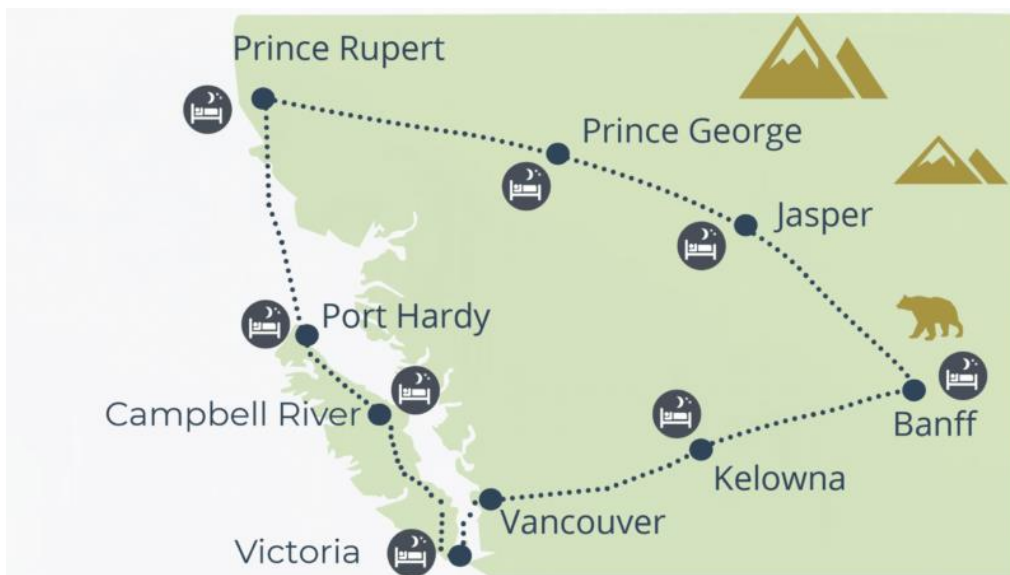 Prince Rupert
Prince George
Jasper
Port Hardy
Campbell River
Banff
Kelowna
Vancouver
Victoria